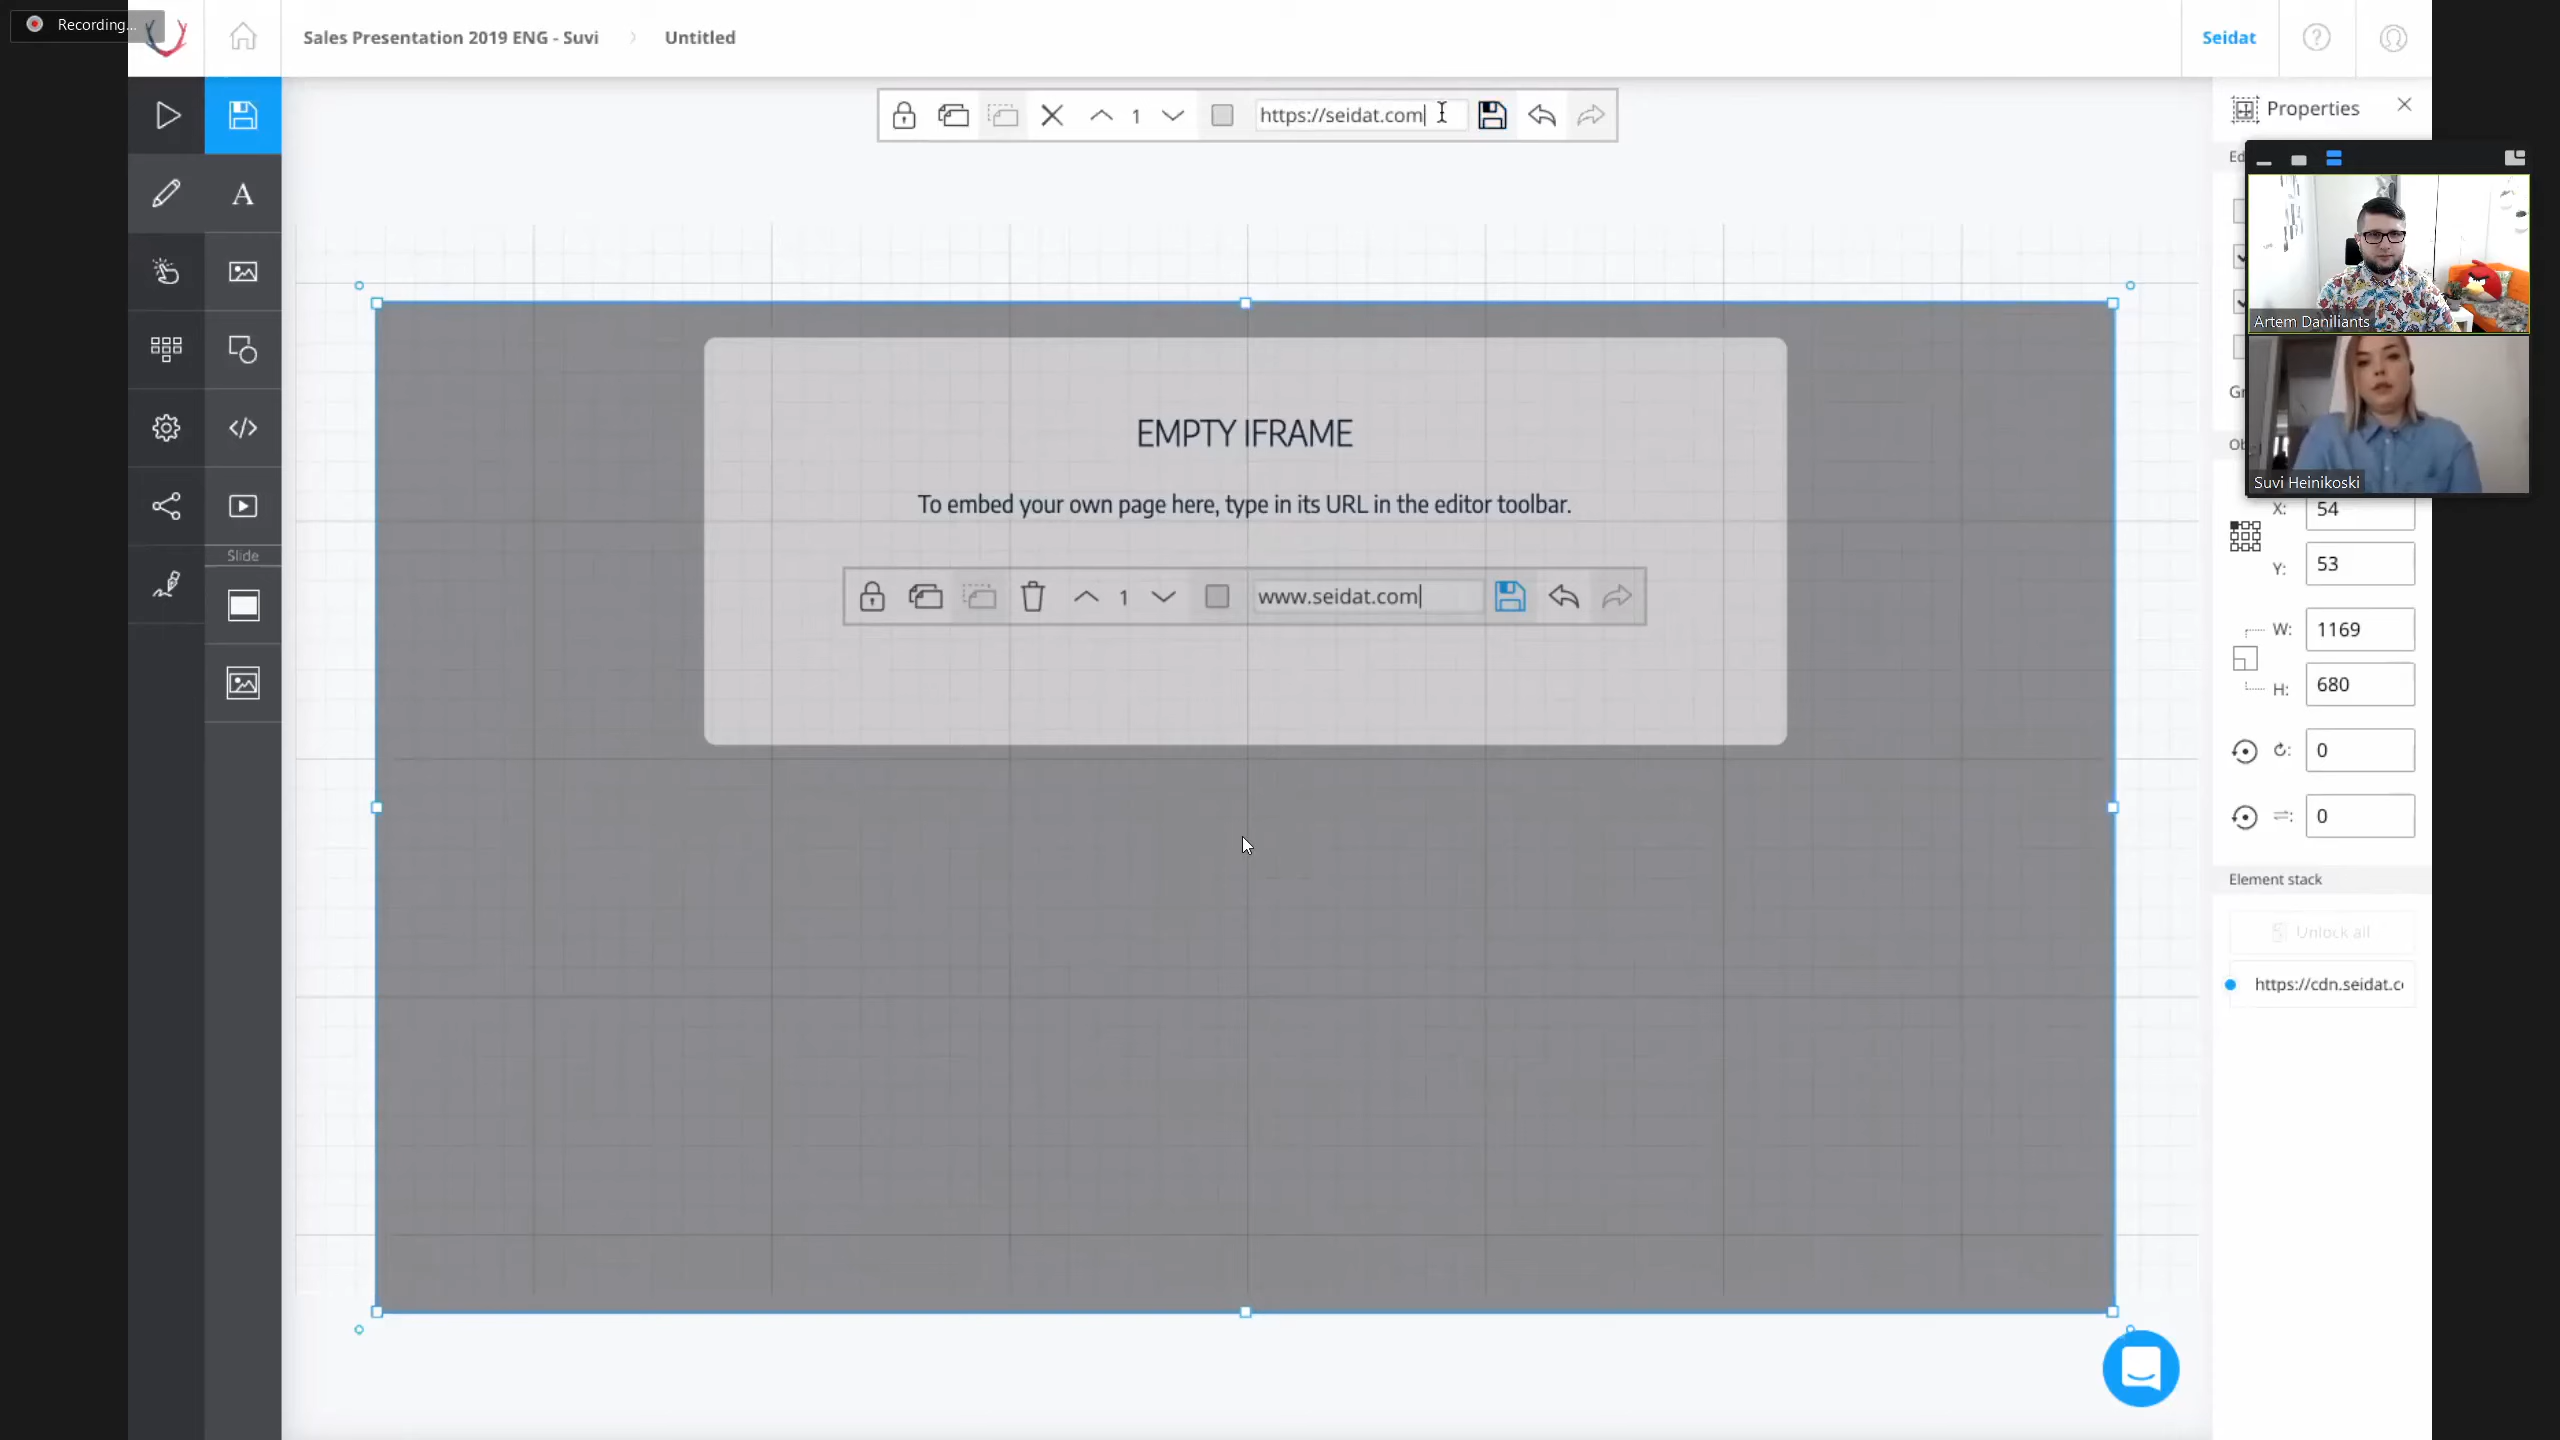 Recording...
Sales Presentation 2019 ENG - Suvi
Untitled
Seidat
1
https://seidat.com
Properties
Artem Daniliants
Suvi Heinikoski
A
Slide
EMPTY IFRAME
To embed your own page here, type in its URL in the editor toolbar.
1
www.seidat.com
X:
54
Y:
53
W:
1169
H:
680
0
0
Element stack
Unlock all
https://cdn.seidat.c